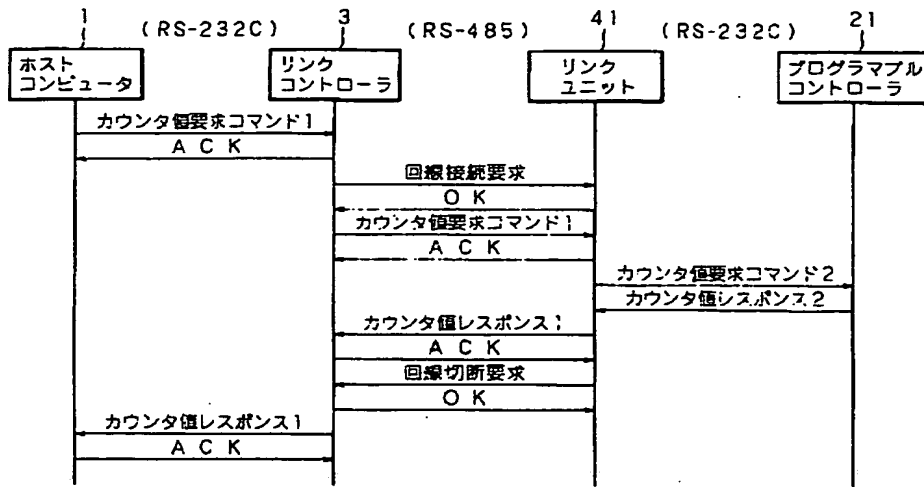 1 (RS-232C) 3 (RS-485) 41 (RS-232C) 21
ホスト
コンピュータ
リンク
コントローラ
リンク
ユニット
プログラマブル
コントローラ
カウンタ値要求コマンド1
ACK
回線接続要求
OK
カウンタ値要求コマンド1
ACK
カウンタ値要求コマンド2
カウンタ値レスポンス2
カウンタ値レスポンス1
ACK
回線切断要求
OK
カウンタ値レスポンス1
ACK